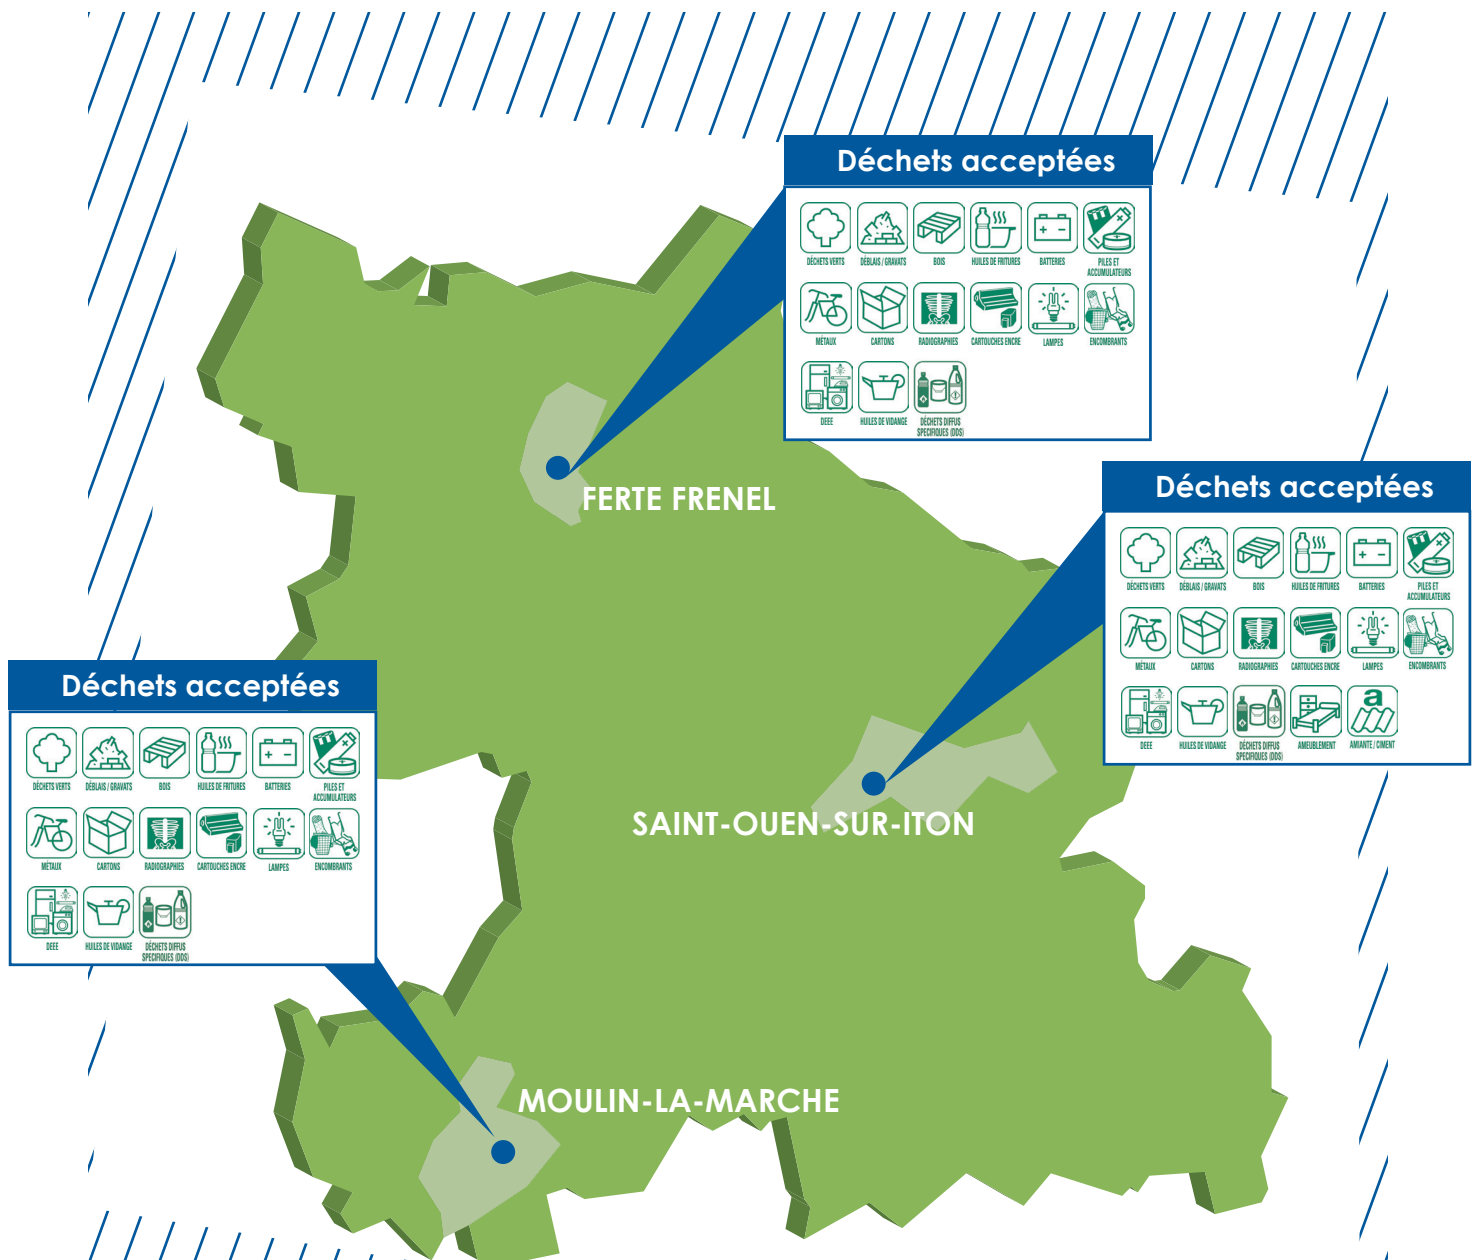 Déchets acceptées
DÉCHETS VERTS
DÉBLAIS / GRAVATS
BOIS
HUILES DE FRITURES
BATTERIES
PILES ET
ACCUMULATEURS
MÉTAUX
CARTONS
RADIOGRAPHIES
CARTOUCHES ENCRE
LAMPES
ENCOMBRANTS
DEEE
HUILES DE VIDANGE
DÉCHETS DIFFUS
SPECIFIQUES (DDS)
FERTE FRENEL
Déchets acceptées
DÉCHETS VERTS
DÉBLAIS / GRAVATS
BOIS
HUILES DE FRITURES
BATTERIES
PILES ET
ACCUMULATEURS
MÉTAUX
CARTONS
RADIOGRAPHIES
CARTOUCHES ENCRE
LAMPES
ENCOMBRANTS
DEEE
HUILES DE VIDANGE
DÉCHETS DIFFUS
SPECIFIQUES (DDS)
AMEUBLEMENT
a
AMIANTE / CIMENT
SAINT-OUEN-SUR-ITON
Déchets acceptées
DÉCHETS VERTS
DÉBLAIS / GRAVATS
BOIS
HUILES DE FRITURES
BATTERIES
PILES ET
ACCUMULATEURS
MÉTAUX
CARTONS
RADIOGRAPHIES
CARTOUCHES ENCRE
LAMPES
ENCOMBRANTS
DEEE
HUILES DE VIDANGE
DÉCHETS DIFFUS
SPECIFIQUES (DDS)
MOULIN-LA-MARCHE